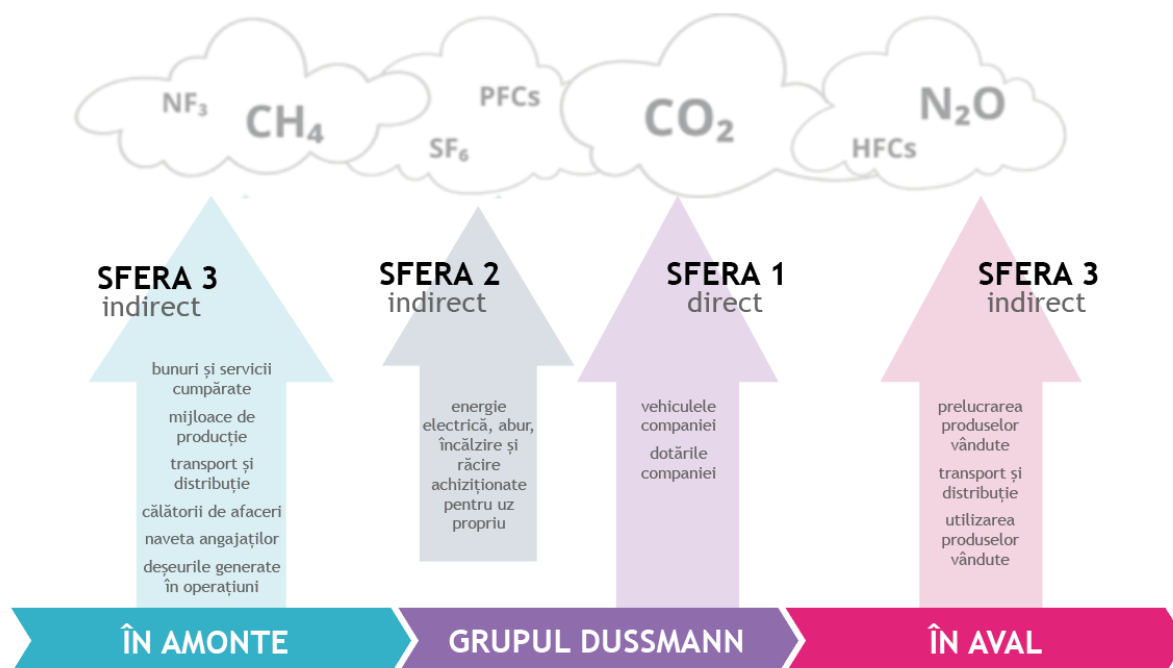 NF₃
CH₄
PFCs
SF₆
CO₂
N₂O
HFCs
SFERA 3
indirect
bunuri și servicii
cumpărate
mijloace de
producție
transport și
distribuție
călătorii de afaceri
naveta angajaților
deșeurile generate
în operațiuni
SFERA 2
indirect
energie
electrică, abur,
încălzire și
răcire
achiziționate
pentru uz
propriu
SFERA 1
direct
vehiculele
companiei
dotările
companiei
SFERA 3
indirect
prelucrarea
produselor
vândute
transport și
distribuție
utilizarea
produselor
vândute
ÎN AMONTE
GRUPUL DUSSMANN
ÎN AVAL